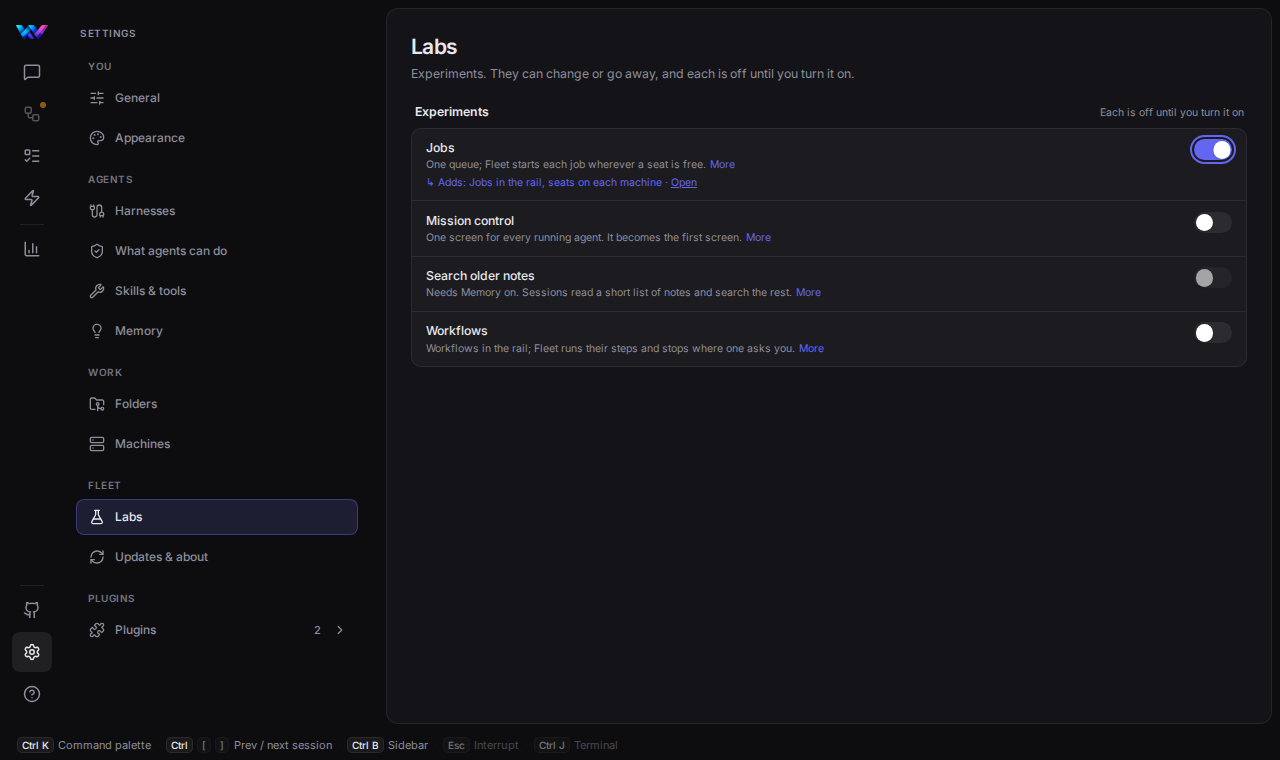 SETTINGS
YOU
General
Appearance
AGENTS
Harnesses
What agents can do
Skills & tools
Memory
WORK
Folders
Machines
FLEET
Labs
Updates & about
PLUGINS
Plugins 2
Labs
Experiments. They can change or go away, and each is off until you turn it on.
Experiments Each is off until you turn it on
Jobs
One queue; Fleet starts each job wherever a seat is free. More
↳ Adds: Jobs in the rail, seats on each machine · Open
Mission control
One screen for every running agent. It becomes the first screen. More
Search older notes
Needs Memory on. Sessions read a short list of notes and search the rest. More
Workflows
Workflows in the rail; Fleet runs their steps and stops where one asks you. More
Ctrl K Command palette Ctrl [ ] Prev / next session Ctrl B Sidebar Esc Interrupt Ctrl J Terminal